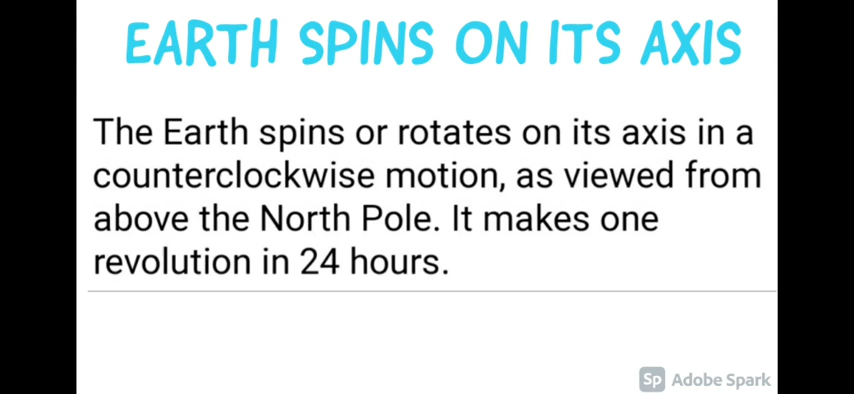 EARTH SPINS ON ITS AXIS
The Earth spins or rotates on its axis in a
counterclockwise motion, as viewed from
above the North Pole. It makes one
revolution in 24 hours.
Sp Adobe Spark